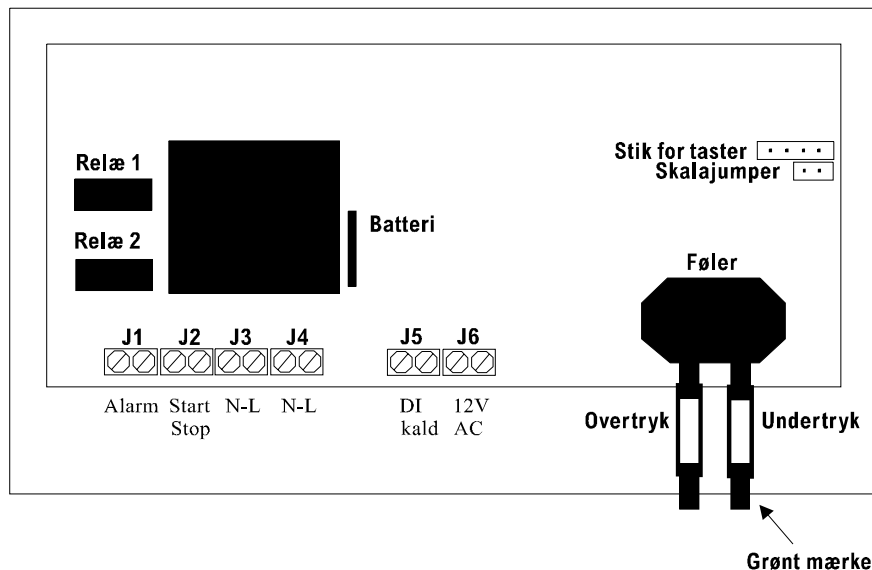 Relæ 1
Relæ 2
Batteri
Stik for taster
Skalajumper
Føler
J1 J2 J3 J4 J5 J6
Alarm Start N-L N-L DI 12V
Stop kald AC
Overtryk Undertryk
Grønt mærke